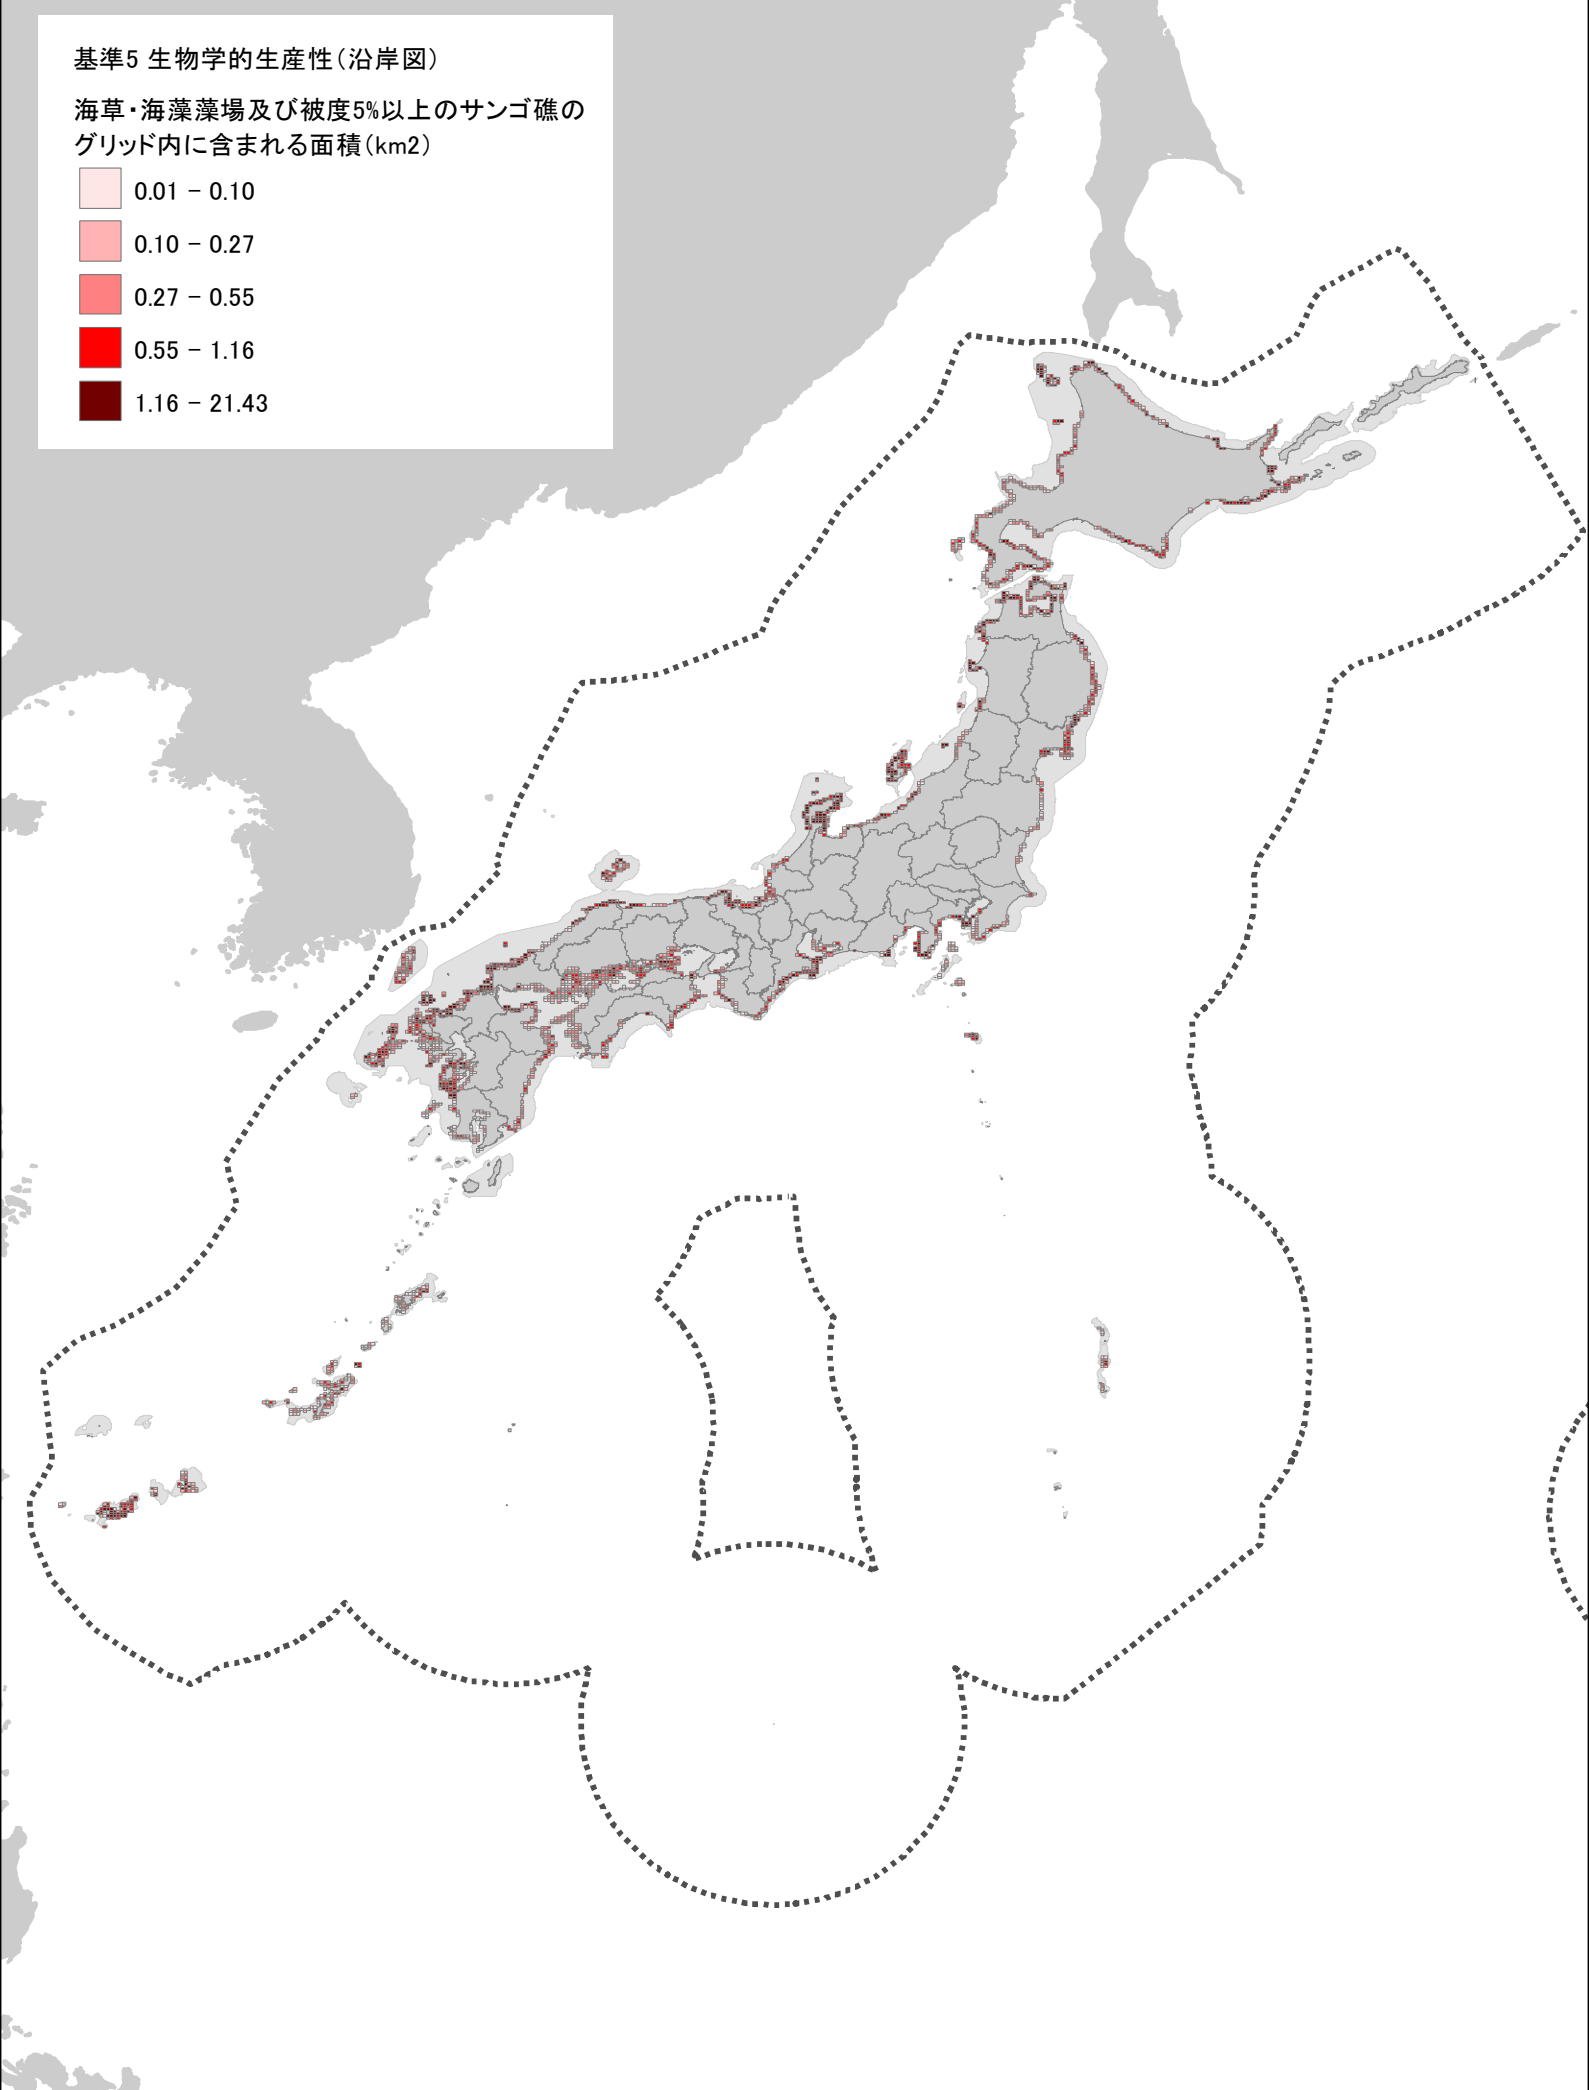 基準5 生物学的生産性(沿岸図)
海草・海藻藻場及び被度5%以上のサンゴ礁の
グリッド内に含まれる面積(km2)
0.01 - 0.10
0.10 - 0.27
0.27 - 0.55
0.55 - 1.16
1.16 - 21.43